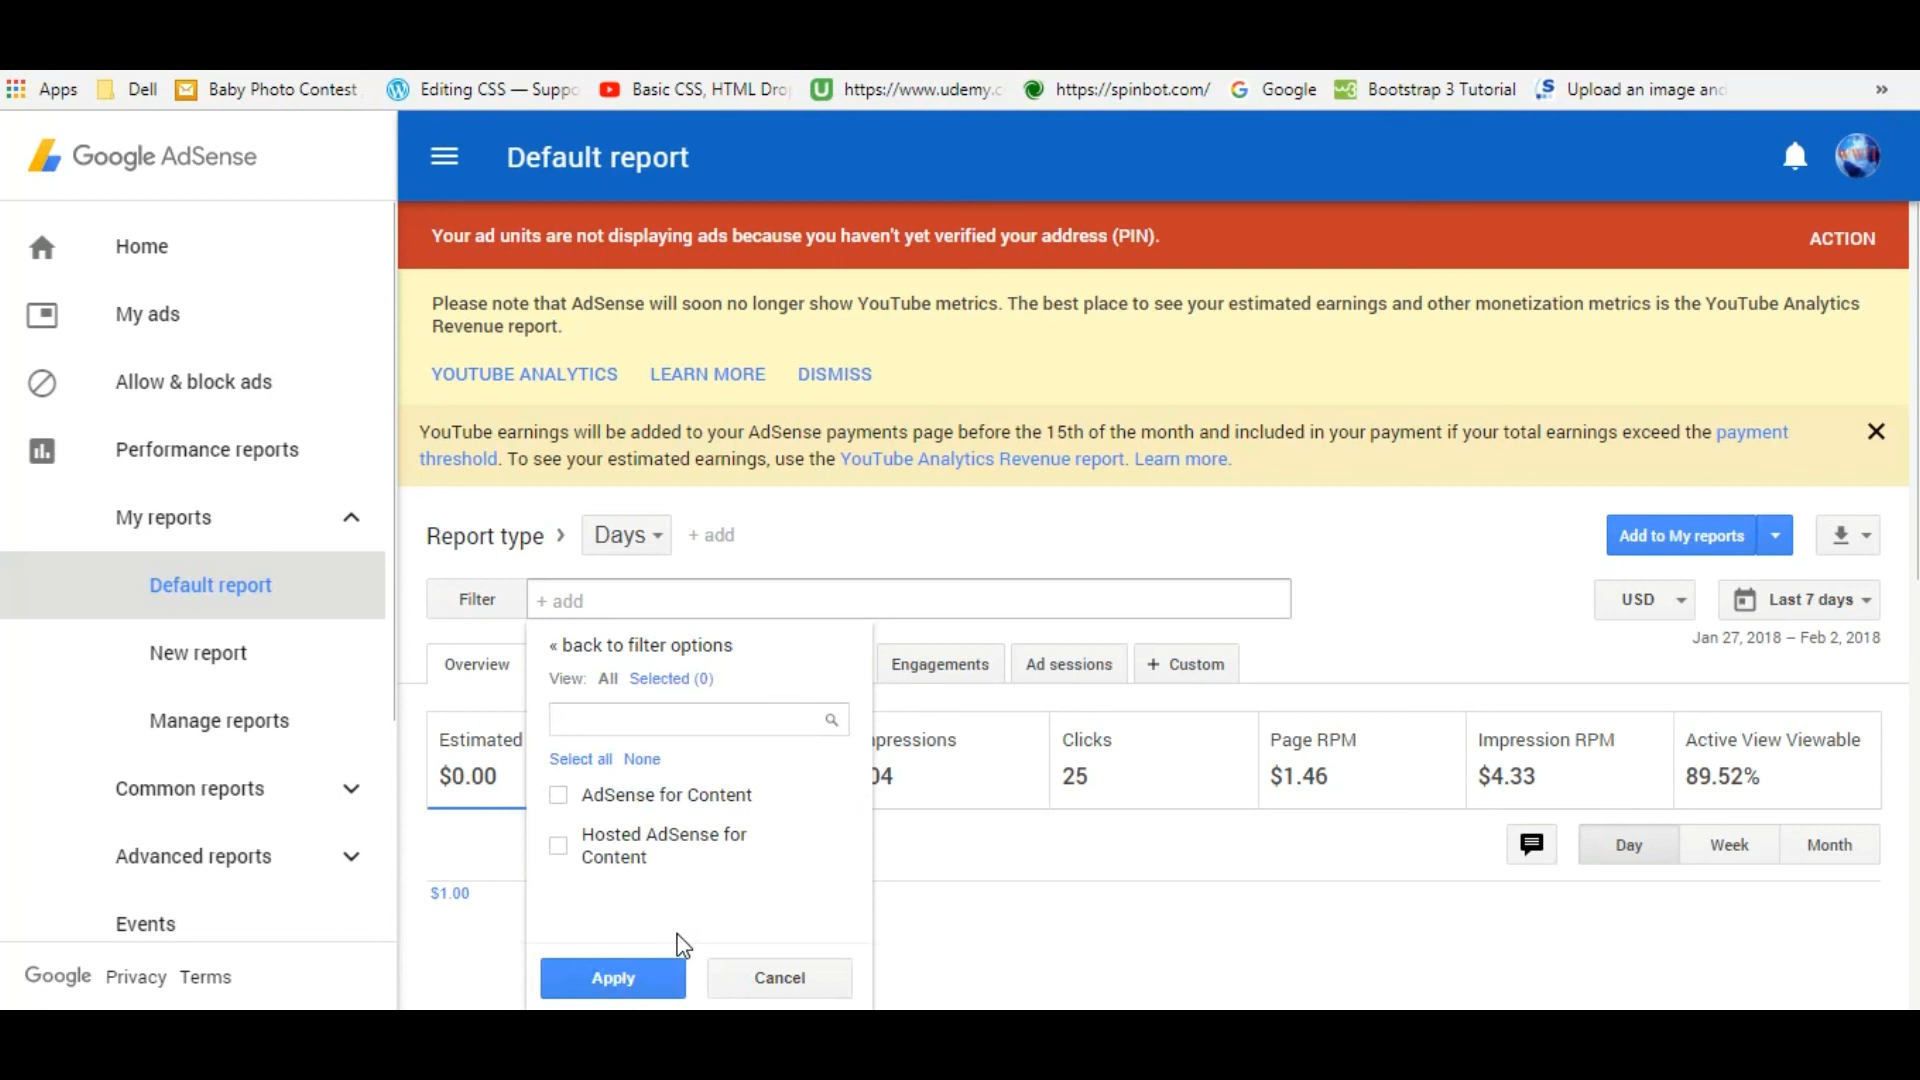 Apps Dell Baby Photo Contest Editing CSS — Suppo Basic CSS, HTML Dro https://www.udemy.c https://spinbot.com/ Google Bootstrap 3 Tutorial Upload an image and »
Google AdSense
Default report
Home
My ads
Allow & block ads
Performance reports
My reports
Default report
New report
Manage reports
Common reports
Advanced reports
Events
Google Privacy Terms
Your ad units are not displaying ads because you haven't yet verified your address (PIN).
ACTION
Please note that AdSense will soon no longer show YouTube metrics. The best place to see your estimated earnings and other monetization metrics is the YouTube Analytics
Revenue report.
YOUTUBE ANALYTICS LEARN MORE DISMISS
YouTube earnings will be added to your AdSense payments page before the 15th of the month and included in your payment if your total earnings exceed the payment
threshold. To see your estimated earnings, use the YouTube Analytics Revenue report. Learn more.
Report type › Days + add
Add to My reports
Filter + add
USD Last 7 days
Jan 27, 2018 – Feb 2, 2018
« back to filter options
View: All Selected (0)
Select all None
AdSense for Content
Hosted AdSense for
Content
Apply Cancel
Overview Engagements Ad sessions + Custom
Estimated
$0.00
pressions
04
Clicks
25
Page RPM
$1.46
Impression RPM
$4.33
Active View Viewable
89.52%
Day Week Month
$1.00